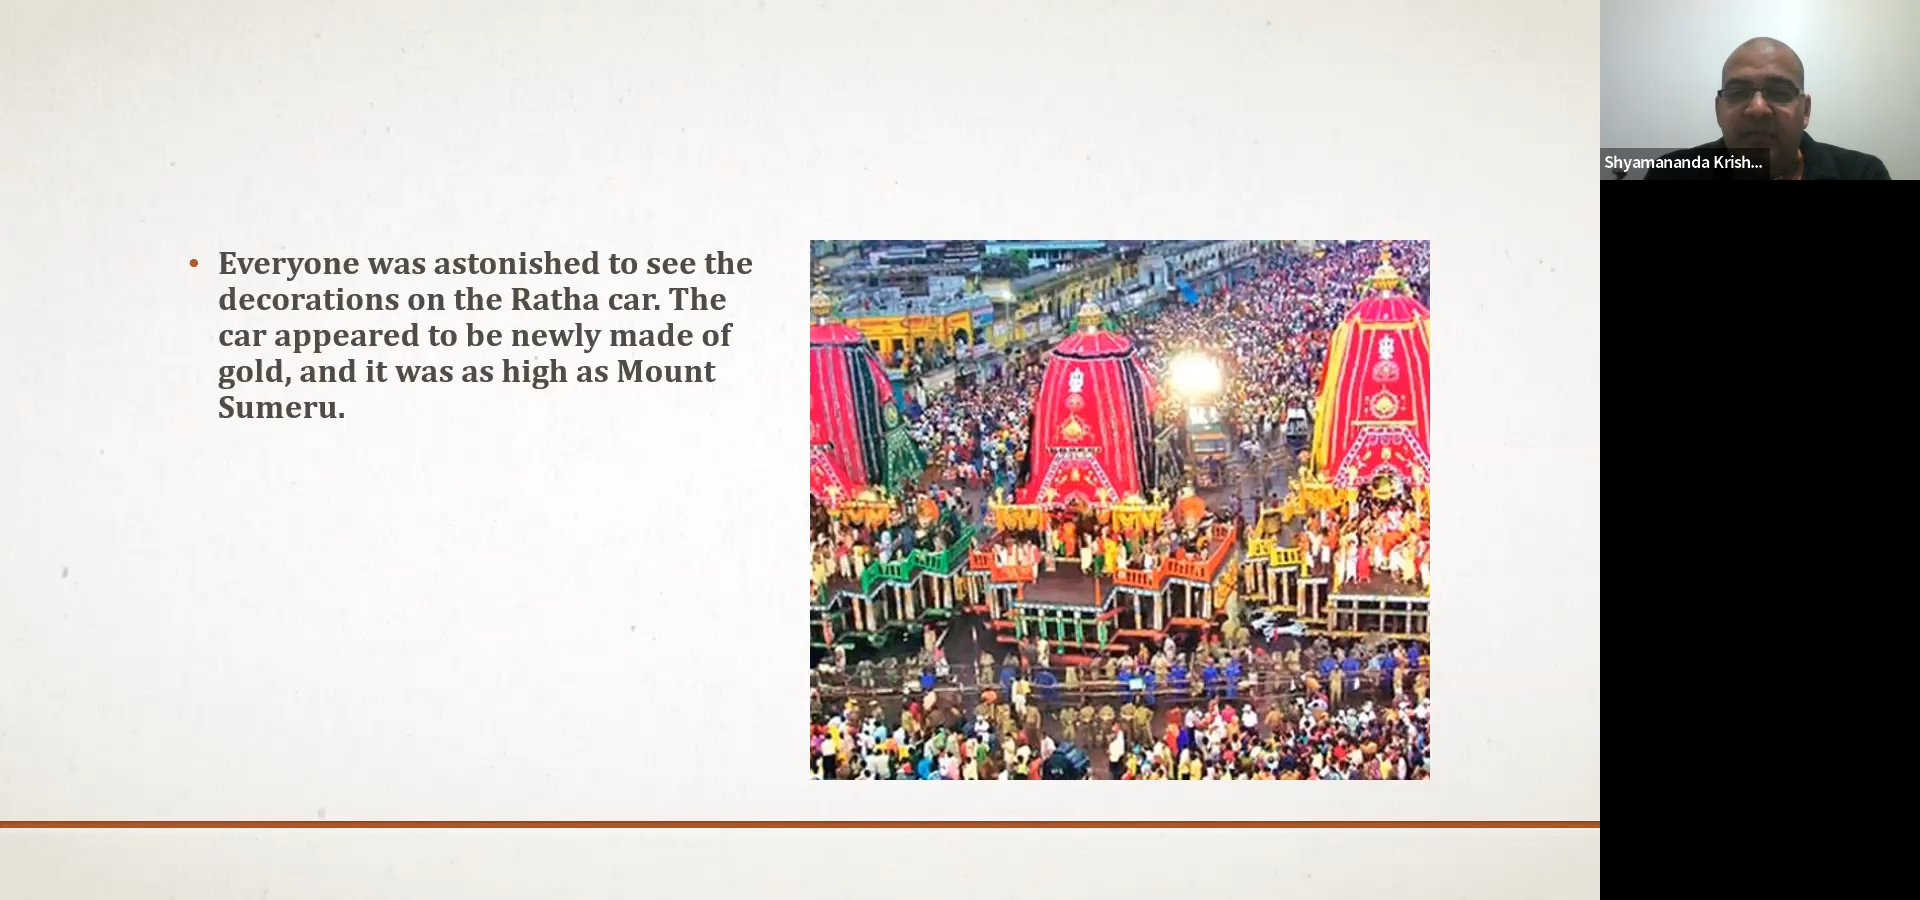 Everyone was astonished to see the
decorations on the Ratha car. The
car appeared to be newly made of
gold, and it was as high as Mount
Sumeru.
Shyamananda Krish...